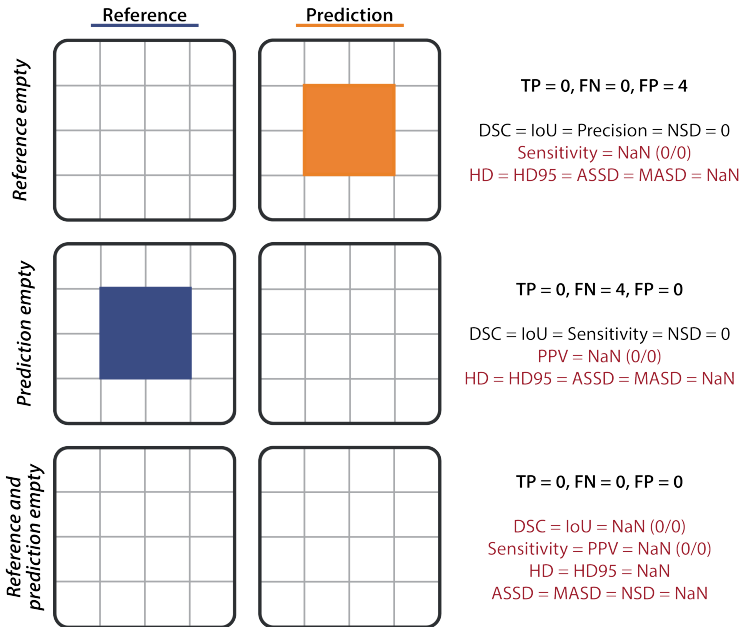 Reference
Prediction
Reference empty
TP = 0, FN = 0, FP = 4
DSC = IoU = Precision = NSD = 0
Sensitivity = NaN (0/0)
HD = HD95 = ASSD = MASD = NaN
Prediction empty
TP = 0, FN = 4, FP = 0
DSC = IoU = Sensitivity = NSD = 0
PPV = NaN (0/0)
HD = HD95 = ASSD = MASD = NaN
Reference and
prediction empty
TP = 0, FN = 0, FP = 0
DSC = IoU = NaN (0/0)
Sensitivity = PPV = NaN (0/0)
HD = HD95 = NaN
ASSD = MASD = NSD = NaN